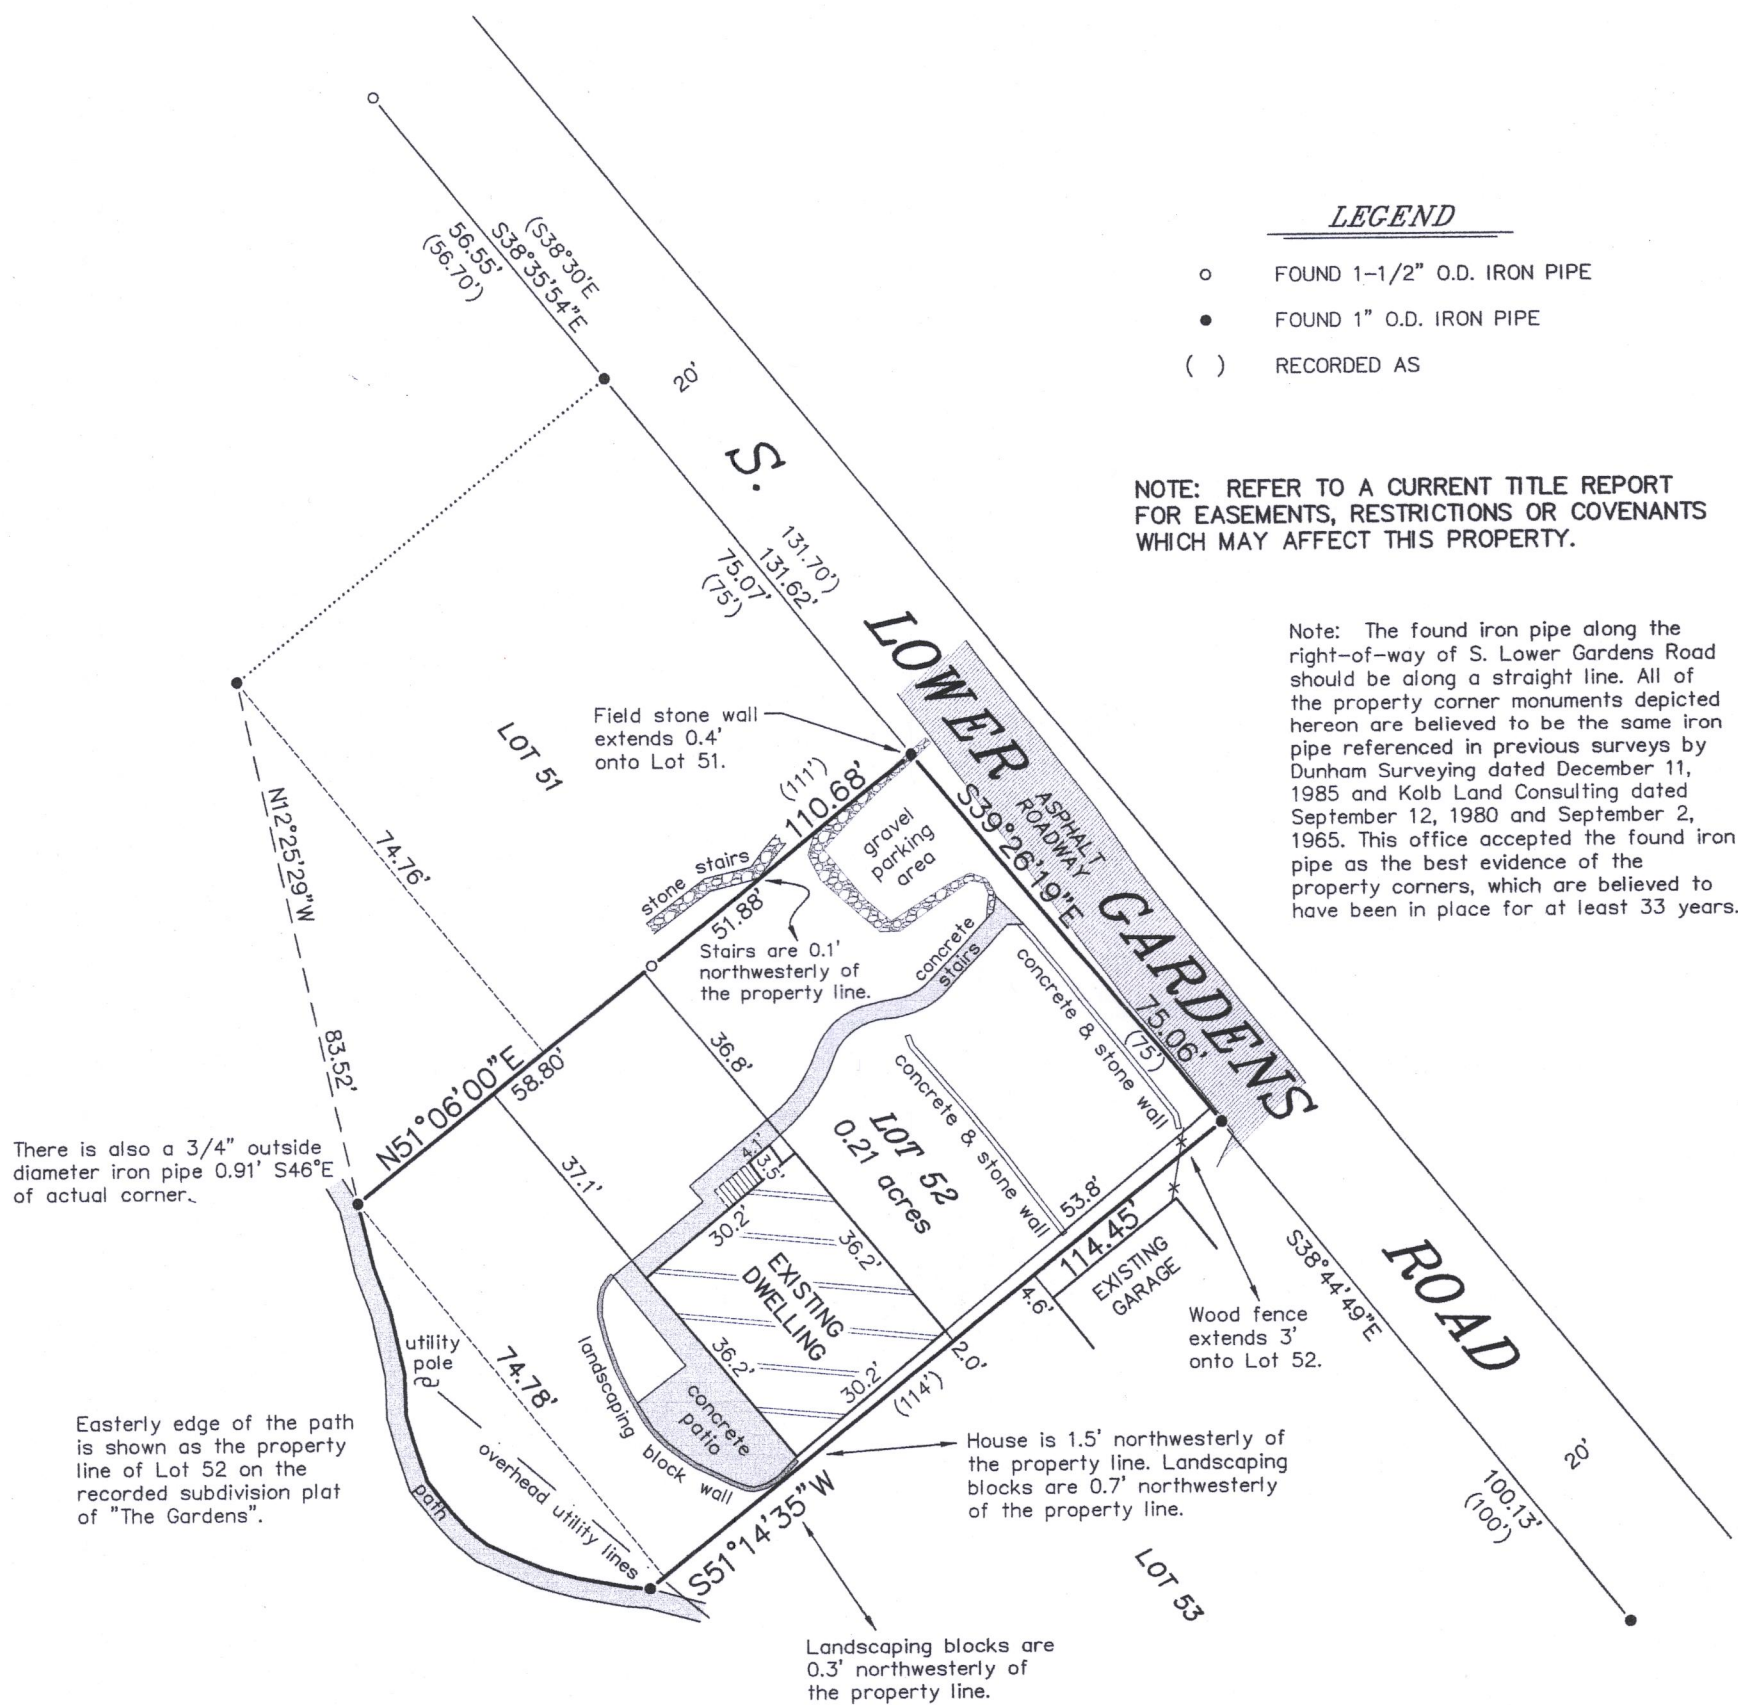 LEGEND
FOUND 1-1/2" O.D. IRON PIPE
FOUND 1" O.D. IRON PIPE
( ) RECORDED AS
NOTE: REFER TO A CURRENT TITLE REPORT
FOR EASEMENTS, RESTRICTIONS OR COVENANTS
WHICH MAY AFFECT THIS PROPERTY.
Note: The found iron pipe along the
right-of-way of S. Lower Gardens Road
should be along a straight line. All of
the property corner monuments depicted
hereon are believed to be the same iron
pipe referenced in previous surveys by
Dunham Surveying dated December 11,
1985 and Kolb Land Consulting dated
September 12, 1980 and September 2,
1965. This office accepted the found iron
pipe as the best evidence of the
property corners, which are believed to
have been in place for at least 33 years.
(S38°30'E
S38°35'54"E
56.55'
(56.70')
20'
S. LOWER GARDENS ROAD
131.70')
131.62'
75.07'
(75')
ASPHALT
ROADWAY
S39°26'19"E
75.06'
(75')
Field stone wall
extends 0.4'
onto Lot 51.
LOT 51
(111')
110.68'
gravel
parking
area
stone stairs
51.88'
Stairs are 0.1'
northwesterly of
the property line.
N12°25'29"W
83.52'
74.76'
N51°06'00"E
58.80'
36.8'
37.1'
concrete
stairs
concrete & stone wall
concrete & stone wall
LOT 52
0.21 acres
4.1'
3.5'
30.2'
36.2'
EXISTING
DWELLING
36.2'
30.2'
53.8'
114.45'
(114')
2.0'
4.6'
EXISTING
GARAGE
Wood fence
extends 3'
onto Lot 52.
S38°44'49"E
20'
100.13'
(100')
There is also a 3/4" outside
diameter iron pipe 0.91' S46°E
of actual corner.
utility
pole
74.78'
overhead utility lines
path
landscaping block wall
concrete
patio
Easterly edge of the path
is shown as the property
line of Lot 52 on the
recorded subdivision plat
of "The Gardens".
House is 1.5' northwesterly of
the property line. Landscaping
blocks are 0.7' northwesterly
of the property line.
S51°14'35"W
LOT 53
Landscaping blocks are
0.3' northwesterly of
the property line.